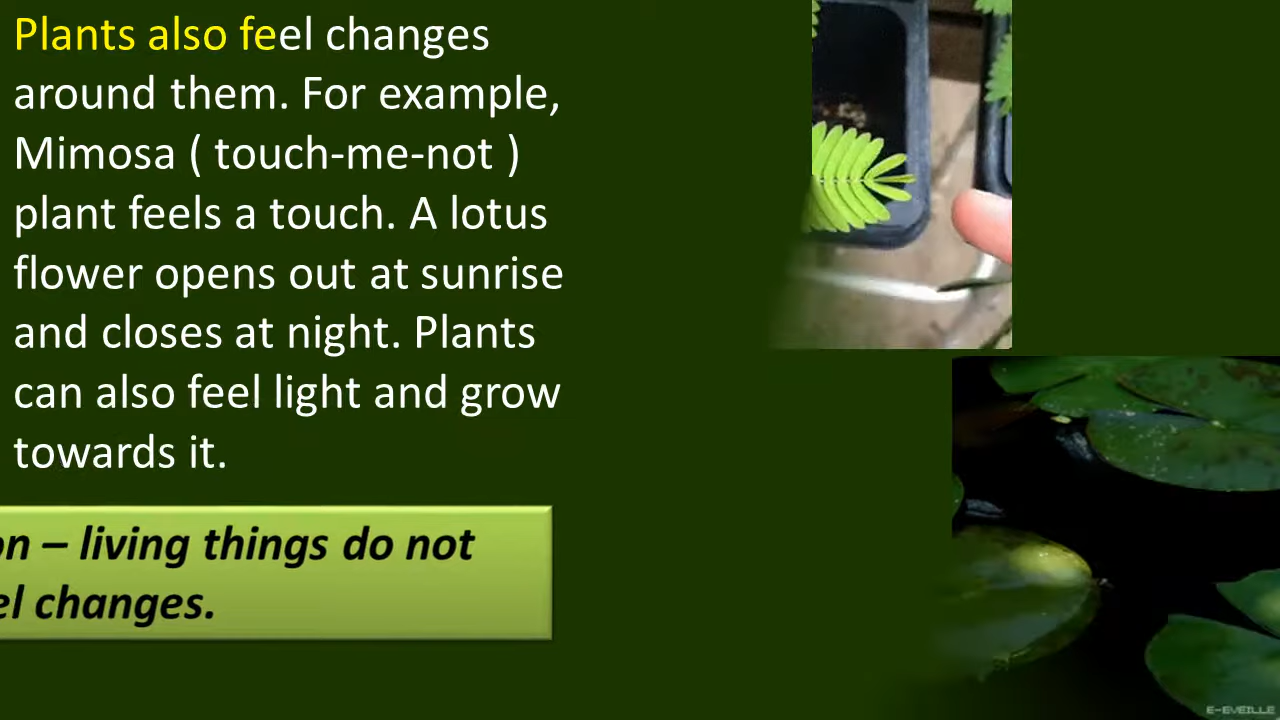 Plants also feel changes
around them. For example,
Mimosa ( touch-me-not )
plant feels a touch. A lotus
flower opens out at sunrise
and closes at night. Plants
can also feel light and grow
towards it.
on – living things do not
el changes.
E-EVEILLE